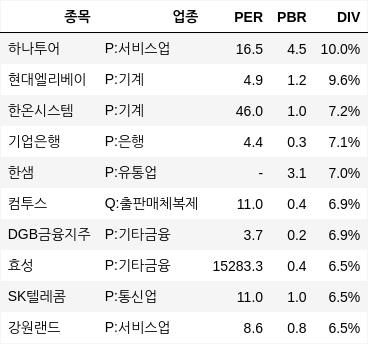 종목 업종 PER PBR DIV
하나투어 P:서비스업 16.5 4.5 10.0%
현대엘리베이 P:기계 4.9 1.2 9.6%
한온시스템 P:기계 46.0 1.0 7.2%
기업은행 P:은행 4.4 0.3 7.1%
한샘 P:유통업 - 3.1 7.0%
컴투스 Q:출판매체복제 11.0 0.4 6.9%
DGB금융지주 P:기타금융 3.7 0.2 6.9%
효성 P:기타금융 15283.3 0.4 6.5%
SK텔레콤 P:통신업 11.0 1.0 6.5%
강원랜드 P:서비스업 8.6 0.8 6.5%